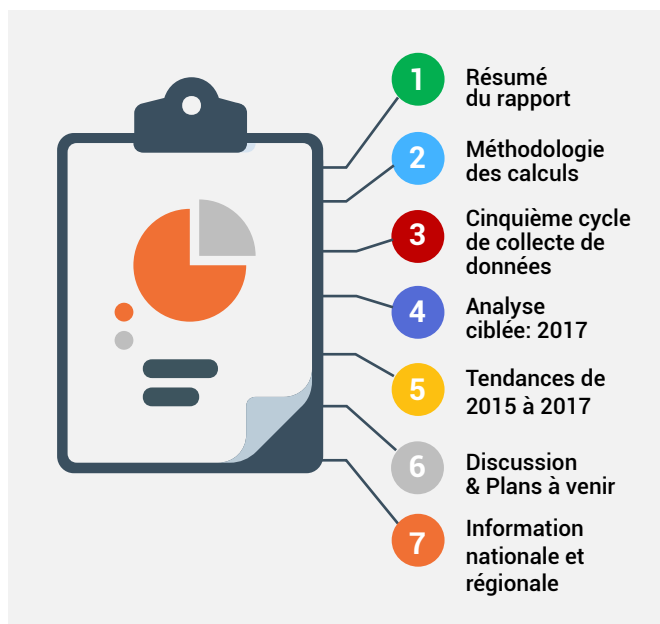 1
Résumé
du rapport
2
Méthodologie
des calculs
3
Cinquième cycle
de collecte de
données
4
Analyse
ciblée: 2017
5
Tendances de
2015 à 2017
6
Discussion
& Plans à venir
7
Information
nationale et
régionale